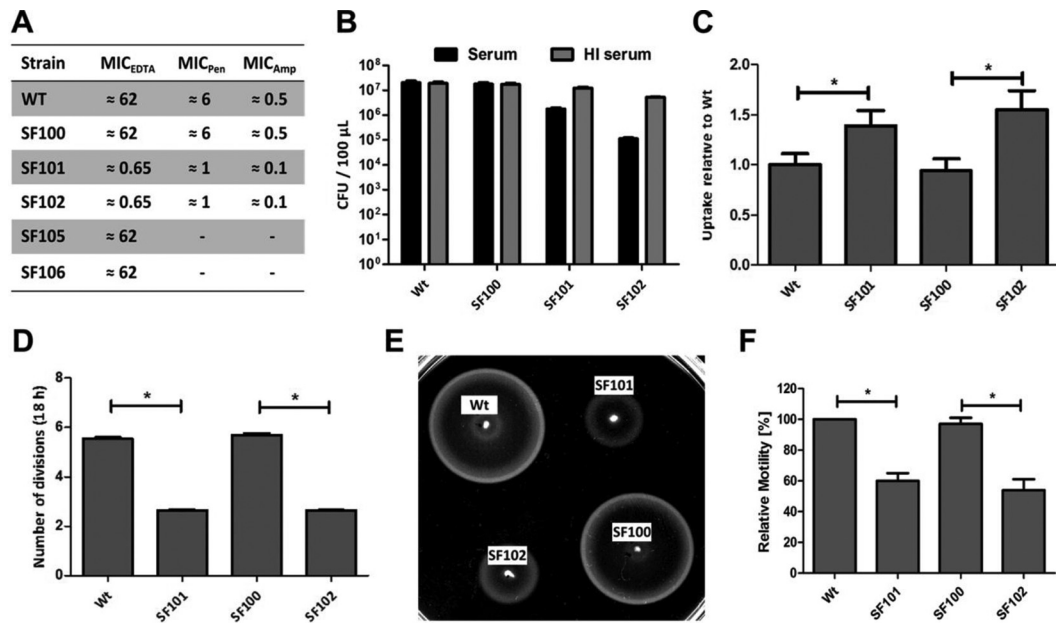 A
Strain MIC_EDTA MIC_Pen MIC_Amp
WT ≈ 62 ≈ 6 ≈ 0.5
SF100 ≈ 62 ≈ 6 ≈ 0.5
SF101 ≈ 0.65 ≈ 1 ≈ 0.1
SF102 ≈ 0.65 ≈ 1 ≈ 0.1
SF105 ≈ 62 - -
SF106 ≈ 62 - -
B
Serum HI serum
CFU / 100 µL
10⁸
10⁷
10⁶
10⁵
10⁴
10³
10²
10¹
10⁰
Wt SF100 SF101 SF102
C
Uptake relative to Wt
2.0
1.5
1.0
0.5
0.0
* *
Wt SF101 SF100 SF102
D
Number of divisions (18 h)
8
6
4
2
0
* *
Wt SF101 SF100 SF102
E
Wt
SF101
SF100
SF102
F
Relative Motility [%]
120
100
80
60
40
20
0
* *
Wt SF101 SF100 SF102